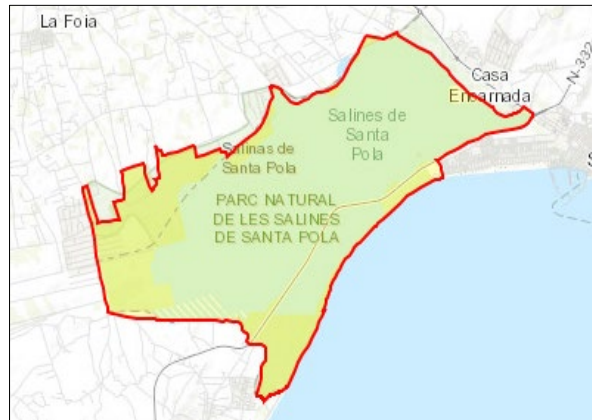 La Foia
Casa
Encarnada
N-332
Salines de
Santa
Pola
Salinas de
Santa Pola
PARC NATURAL
DE LES SALINES
DE SANTA POLA
S